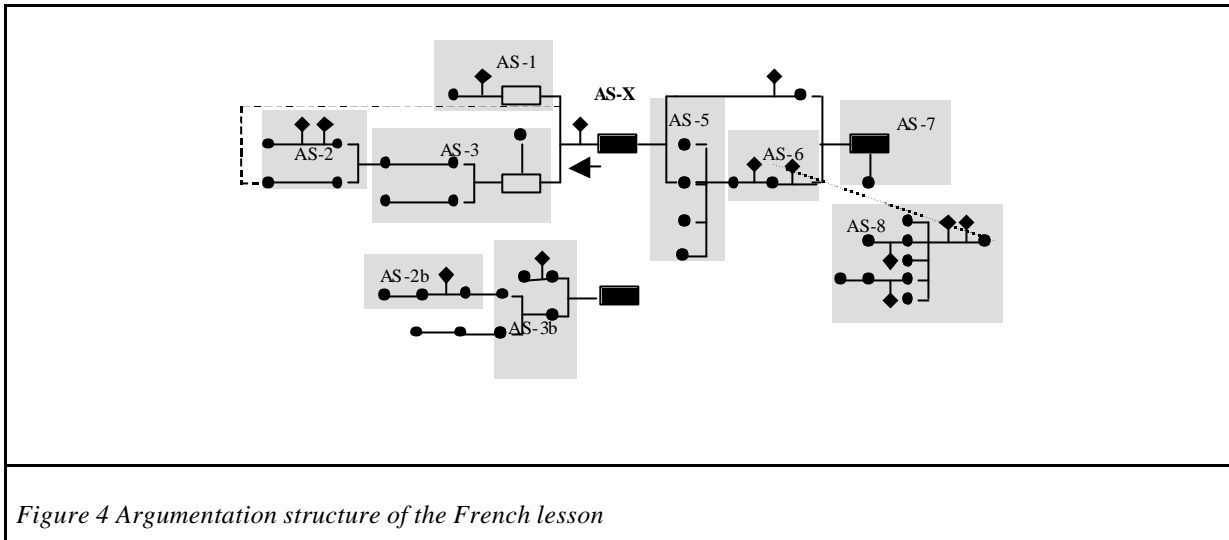 AS-1
AS-X
AS-5
AS-7
AS-2
AS-3
AS-6
AS-8
AS-2b
AS-3b
Figure 4 Argumentation structure of the French lesson